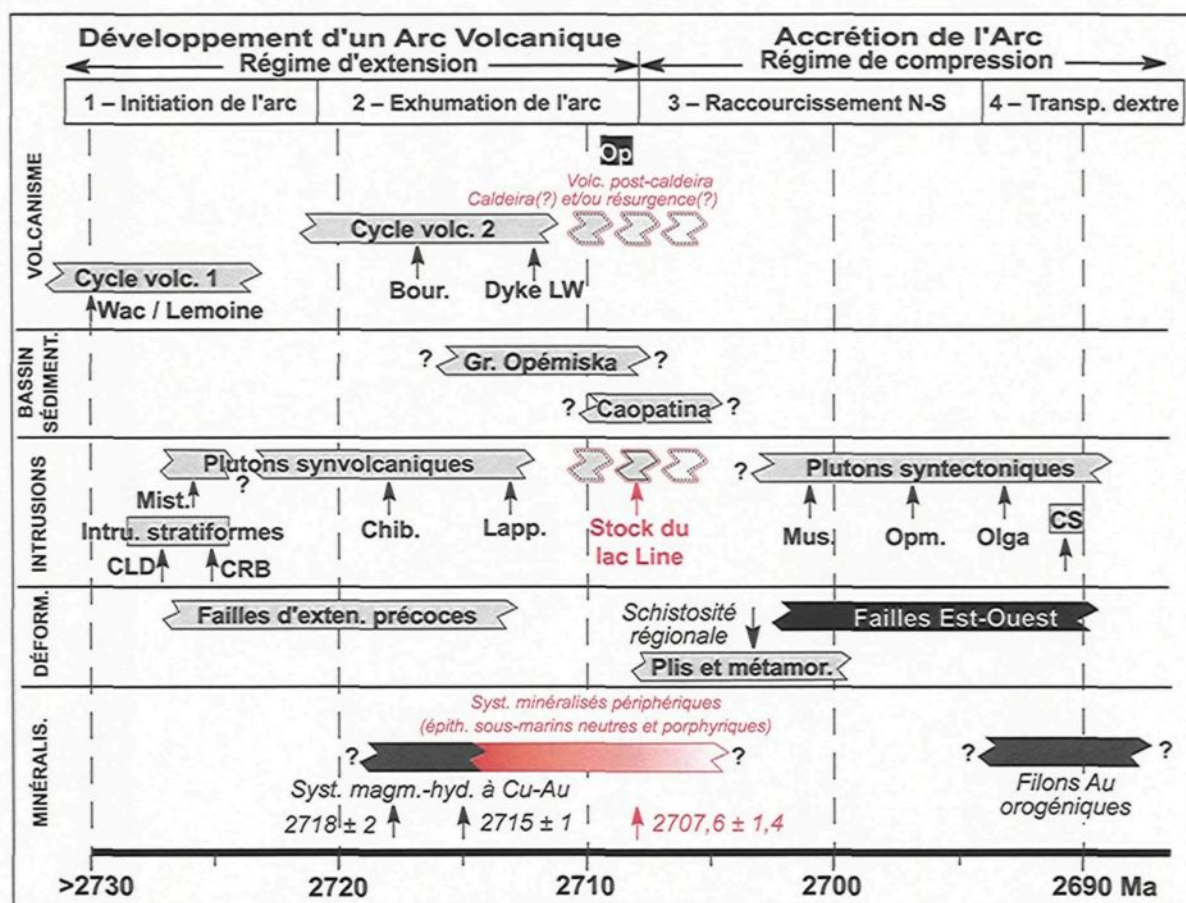 Développement d'un Arc Volcanique
Régime d'extension
Accrétion de l'Arc
Régime de compression
1 – Initiation de l'arc
2 – Exhumation de l'arc
3 – Raccourcissement N-S
4 – Transp. dextre
VOLCANISME
Op
Volc. post-caldeira
Caldeira(?) et/ou résurgence(?)
Cycle volc. 2
Bour.
Dyke LW
Cycle volc. 1
Wac / Lemoine
BASSIN
SÉDIMENT.
? Gr. Opémiska ?
? Caopatina ?
INTRUSIONS
Plutons synvolcaniques
?
Mist.
Intru. stratiformes
CLD
CRB
Chib.
Lapp.
Stock du
lac Line
? Plutons syntectoniques
Mus.
Opm.
Olga
CS
DÉFORM.
Failles d'exten. précoces
Schistosité
régionale
Failles Est-Ouest
Plis et métamor.
MINÉRALIS.
Syst. minéralisés périphériques
(épith. sous-marins neutres et porphyriques)
? ?
Syst. magm.-hyd. à Cu-Au
2718 ± 2
2715 ± 1
2707,6 ± 1,4
? ?
Filons Au
orogéniques
>2730 2720 2710 2700 2690 Ma